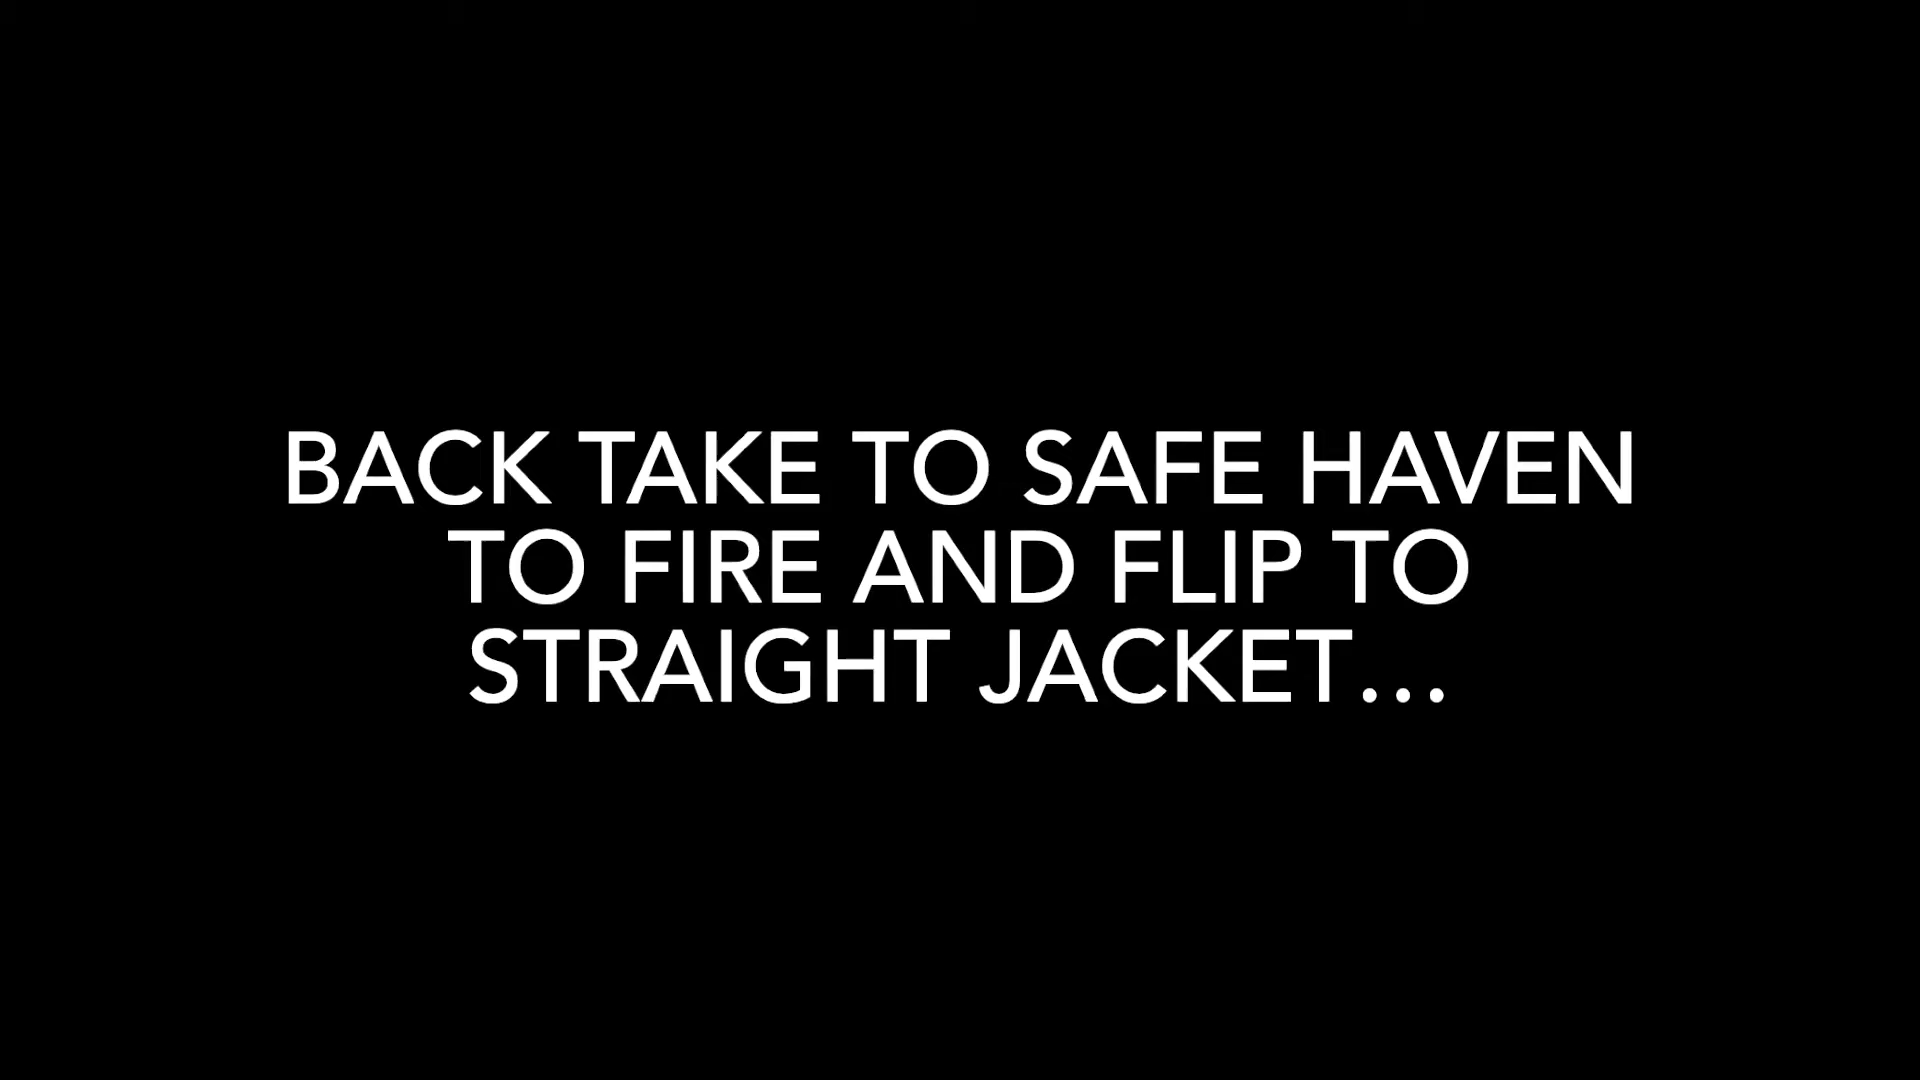 BACK TAKE TO SAFE HAVEN
TO FIRE AND FLIP TO
STRAIGHT JACKET...